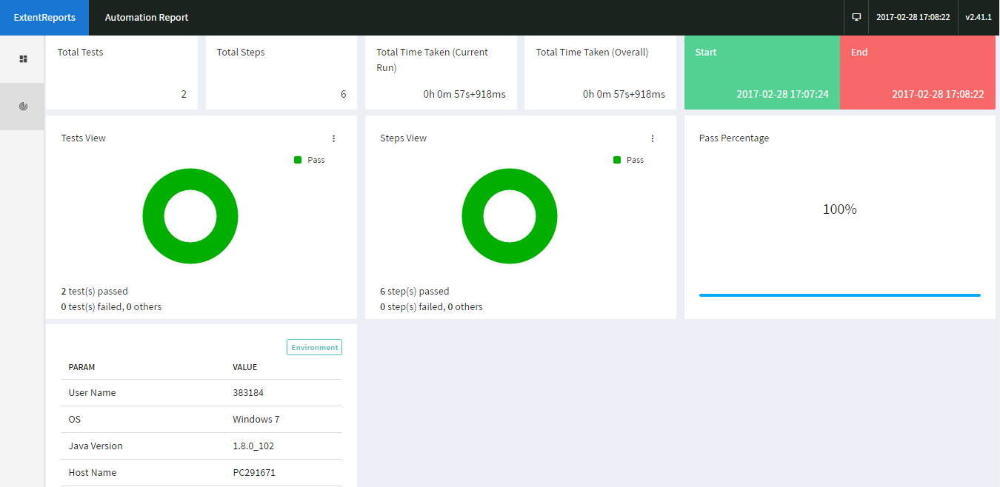 ExtentReports
Automation Report
2017-02-28 17:08:22
v2.41.1
Total Tests
2
Total Steps
6
Total Time Taken (Current
Run)
0h 0m 57s+918ms
Total Time Taken (Overall)
0h 0m 57s+918ms
Start
2017-02-28 17:07:24
End
2017-02-28 17:08:22
Tests View
Pass
2 test(s) passed
0 test(s) failed, 0 others
Steps View
Pass
6 step(s) passed
0 step(s) failed, 0 others
Pass Percentage
100%
Environment
PARAM VALUE
User Name 383184
OS Windows 7
Java Version 1.8.0_102
Host Name PC291671